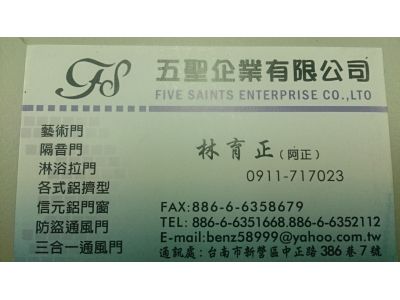 FS 五聖企業有限公司
FIVE SAINTS ENTERPRISE CO.,LTO
藝術門
隔音門
淋浴拉門
各式鋁擠型
信元鋁門窗
防盜通風門
三合一通風門
林育正(阿正)
0911-717023
FAX:886-6-6358679
TEL: 886-6-6351668.886-6-6352112
E-mail:benz58999@yahoo.com.tw
通訊處:台南市新營區中正路386巷7號